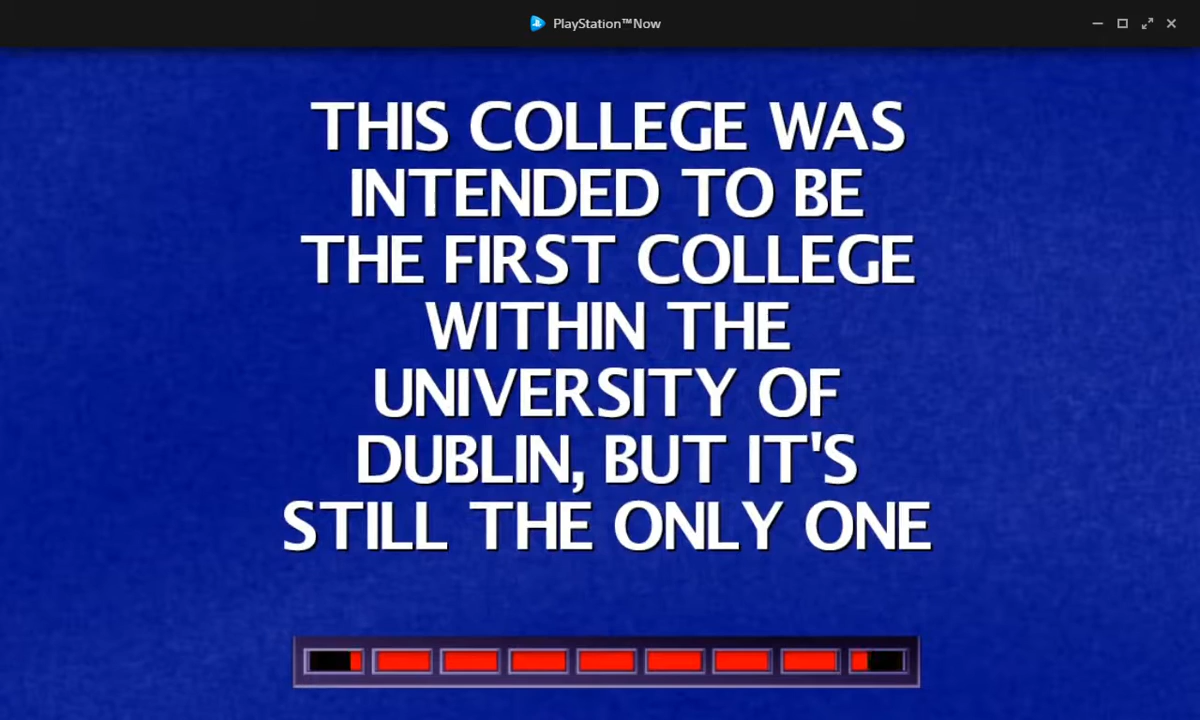 PlayStation™Now
THIS COLLEGE WAS
INTENDED TO BE
THE FIRST COLLEGE
WITHIN THE
UNIVERSITY OF
DUBLIN, BUT IT'S
STILL THE ONLY ONE